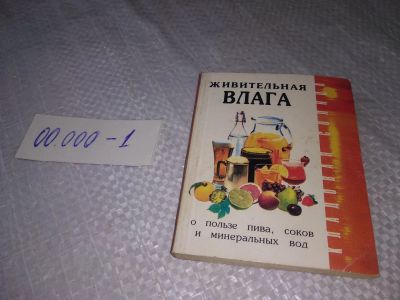 00.000-1
ЖИВИТЕЛЬНАЯ
ВЛАГА
о пользе пива, соков
и минеральных вод